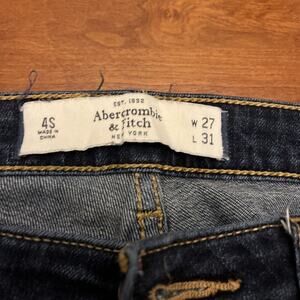 4S
MADE IN
CHINA
EST. 1892
Abercrombie
& Fitch
NEW YORK
W 27
L 31